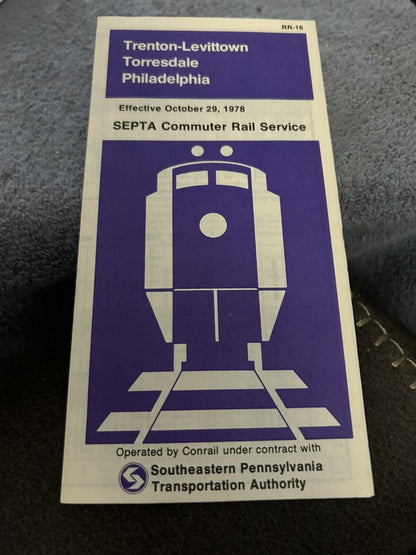 RR-16
Trenton-Levittown
Torresdale
Philadelphia
Effective October 29, 1978
SEPTA Commuter Rail Service
Operated by Conrail under contract with
Southeastern Pennsylvania
Transportation Authority